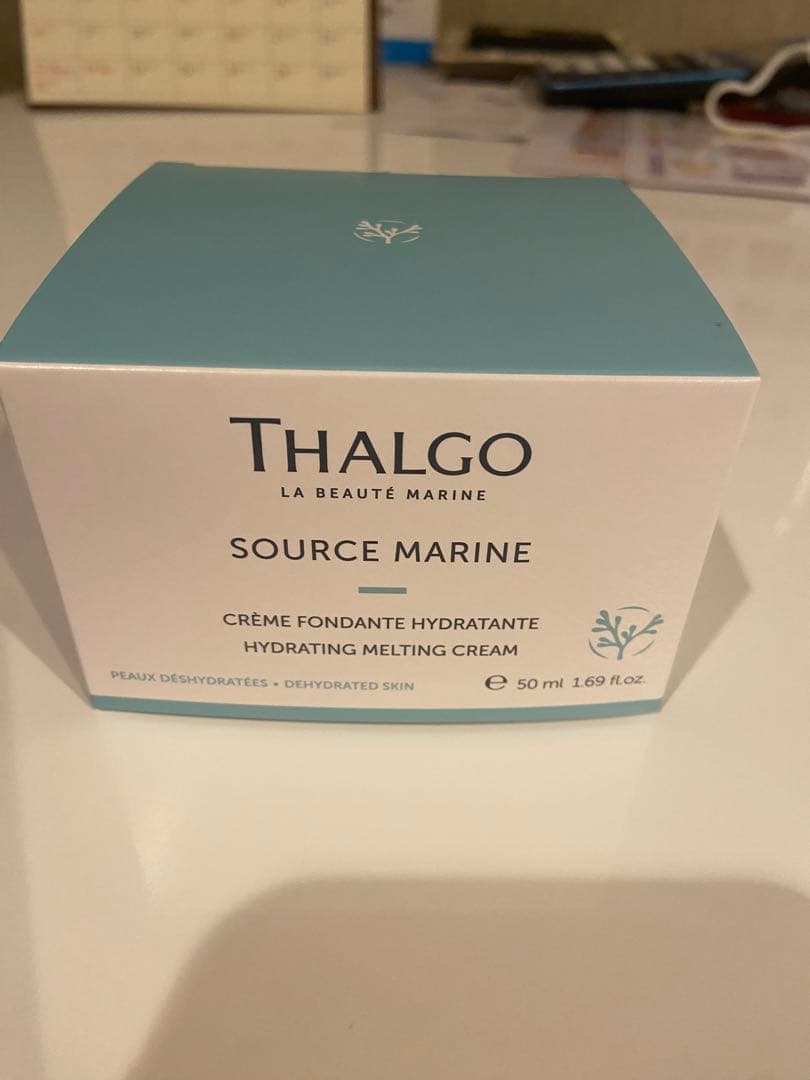 THALGO
LA BEAUTÉ MARINE
SOURCE MARINE
CRÈME FONDANTE HYDRATANTE
HYDRATING MELTING CREAM
PEAUX DÉSHYDRATÉES • DEHYDRATED SKIN
℮ 50 ml 1.69 fl.oz.